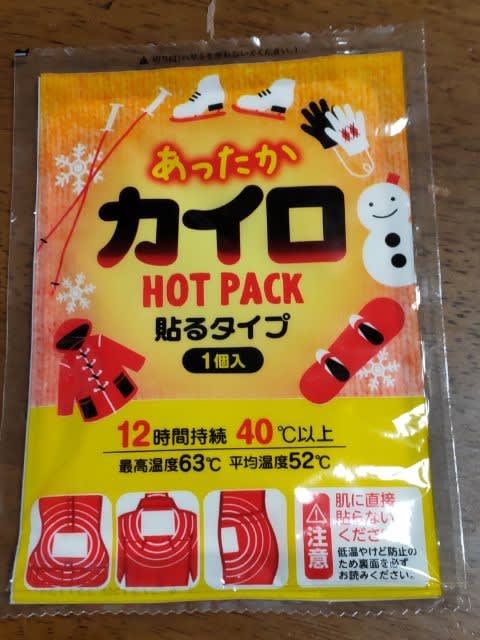 あったか
カイロ
HOT PACK
貼るタイプ
1個入
12時間持続 40℃以上
最高温度63℃ 平均温度52℃
注意
肌に直接
貼らない
くださ
低温やけど防止の
ため裏面を必ず
お読みください。